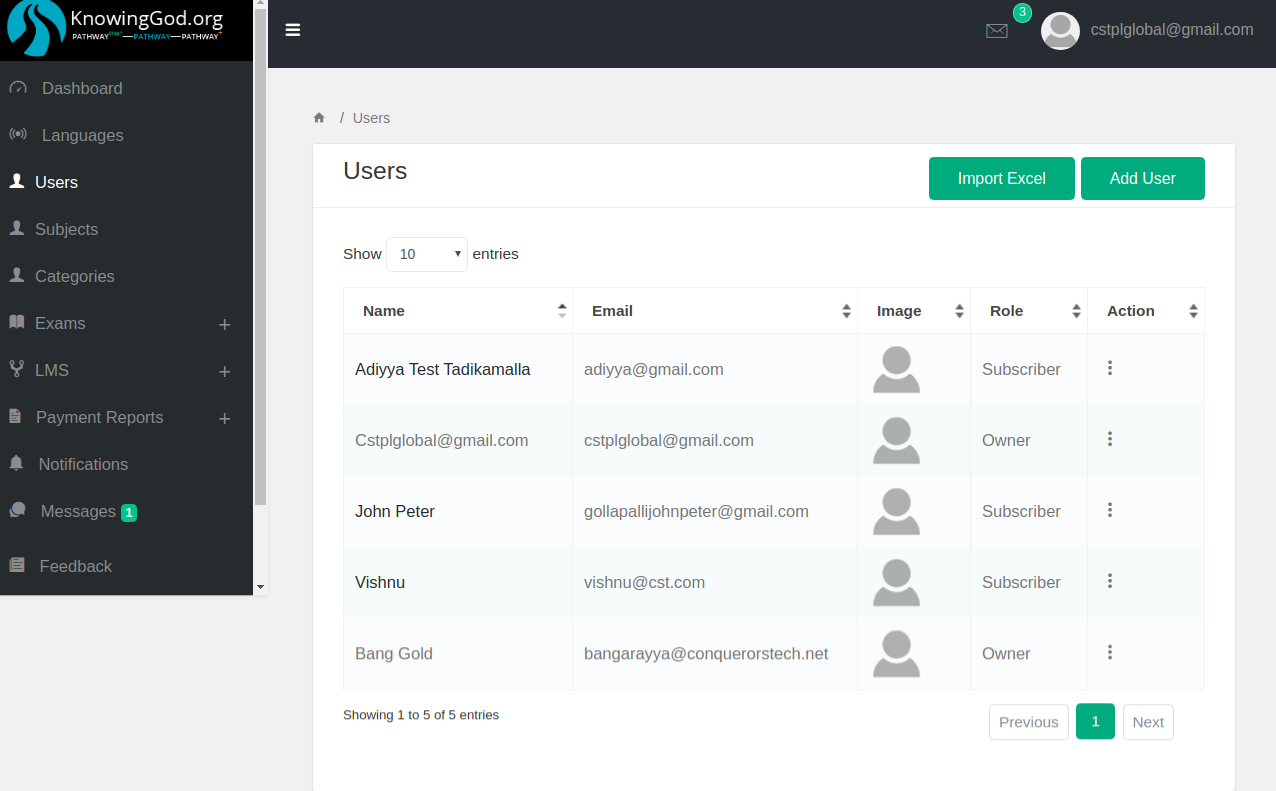 KnowingGod.org
PATHWAY START PATHWAY PATHWAY
3
cstplglobal@gmail.com
Dashboard
Languages
Users
Subjects
Categories
Exams +
LMS +
Payment Reports +
Notifications
Messages 1
Feedback
/ Users
Users
Import Excel Add User
Show 10 entries
Name Email Image Role Action
Adiyya Test Tadikamalla adiyya@gmail.com Subscriber
Cstplglobal@gmail.com cstplglobal@gmail.com Owner
John Peter gollapallijohnpeter@gmail.com Subscriber
Vishnu vishnu@cst.com Subscriber
Bang Gold bangarayya@conquerorstech.net Owner
Showing 1 to 5 of 5 entries
Previous 1 Next